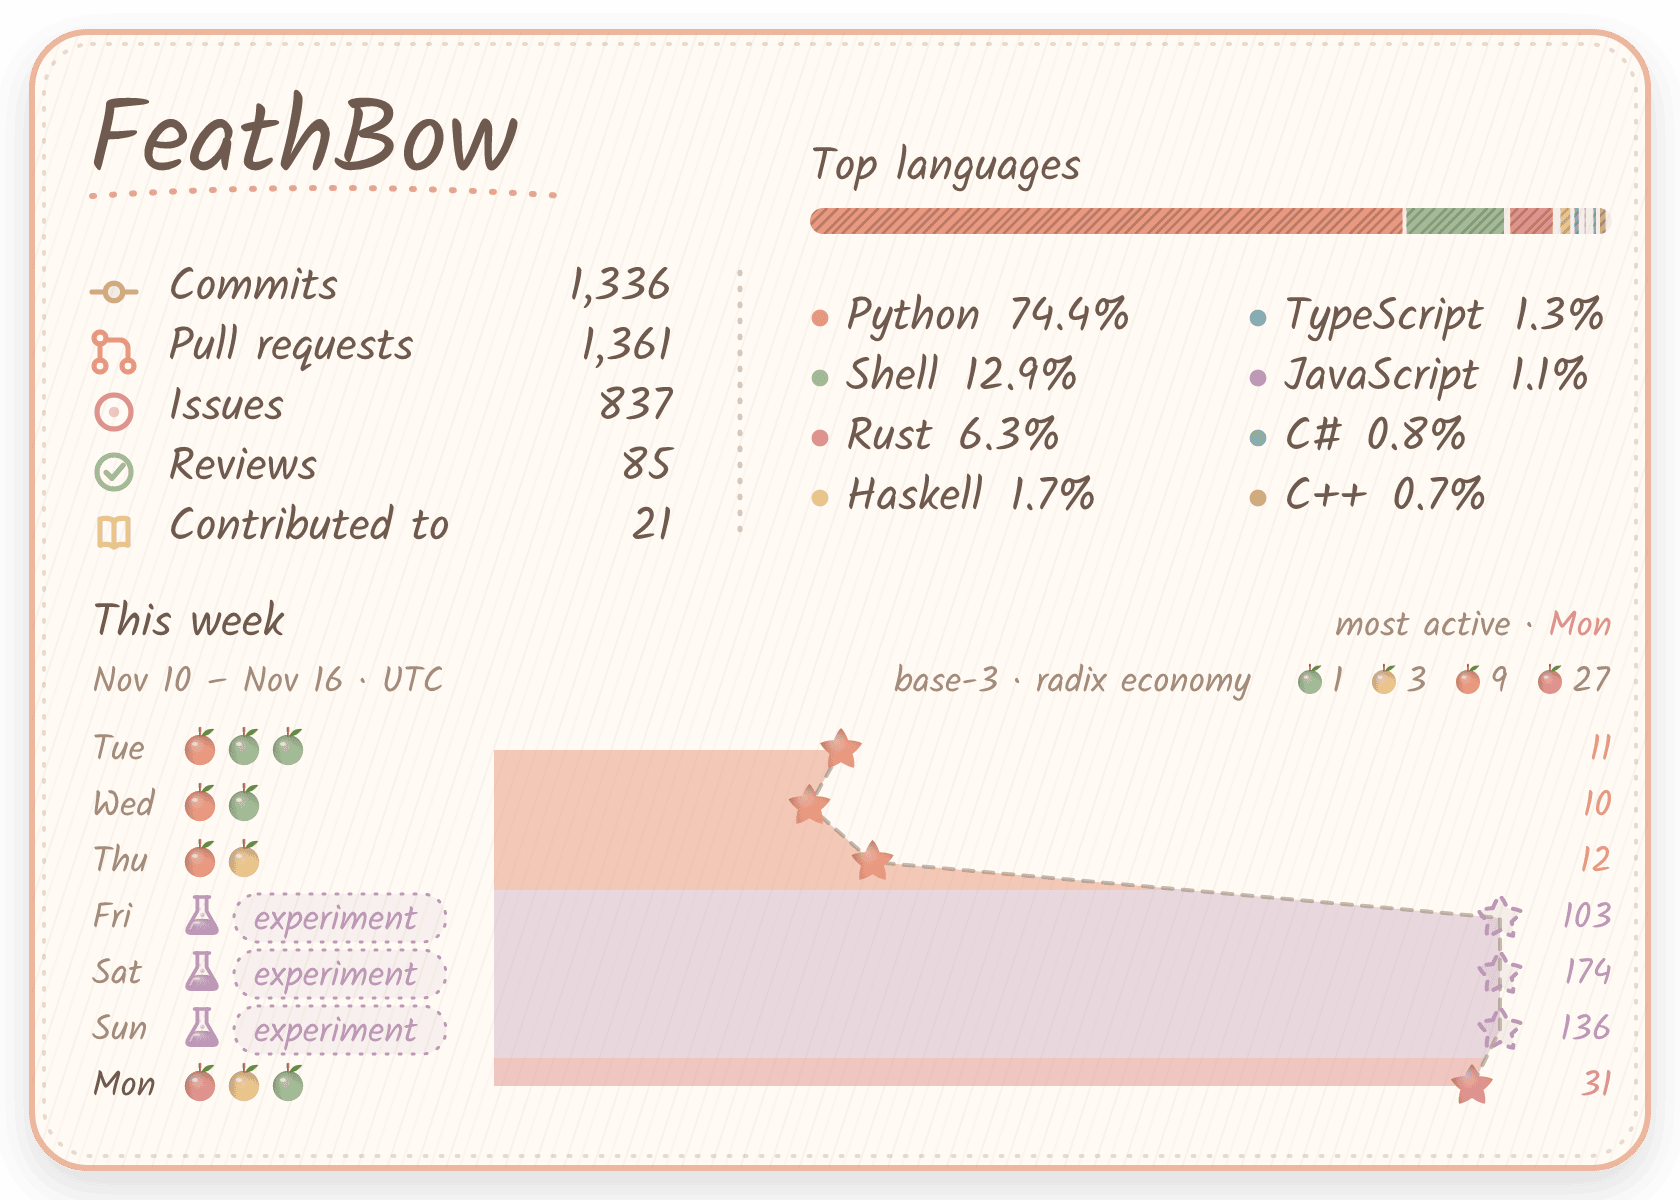 FeathBow
Commits 1,336
Pull requests 1,361
Issues 837
Reviews 85
Contributed to 21
Top languages
Python 74.4%
Shell 12.9%
Rust 6.3%
Haskell 1.7%
TypeScript 1.3%
JavaScript 1.1%
C# 0.8%
C++ 0.7%
This week
most active · Mon
Nov 10 – Nov 16 · UTC
base-3 · radix economy 1 3 9 27
Tue 11
Wed 10
Thu 12
Fri experiment 103
Sat experiment 174
Sun experiment 136
Mon 31